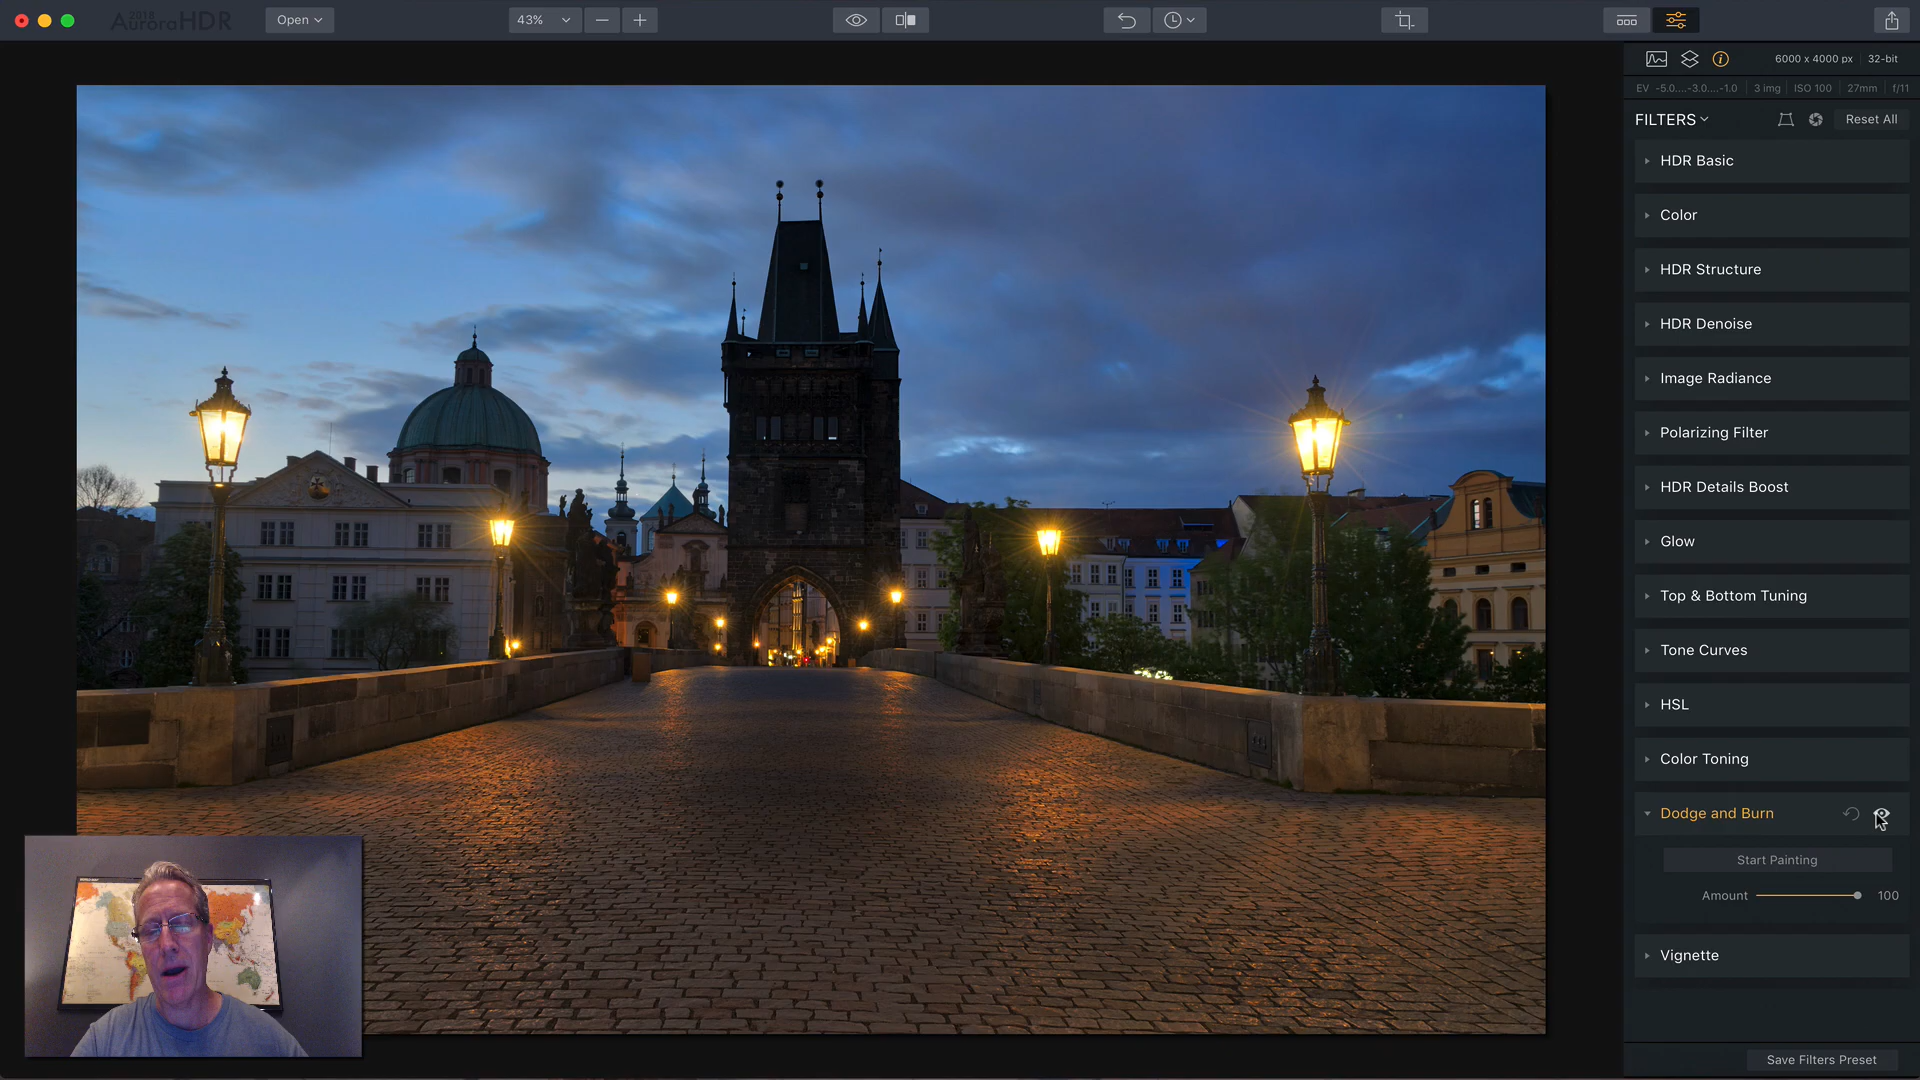 2018
AuroraHDR
Open
43%
6000 x 4000 px
32-bit
EV -5.0....-3.0....-1.0
3 img
ISO 100
27mm
f/11
FILTERS
Reset All
HDR Basic
Color
HDR Structure
HDR Denoise
Image Radiance
Polarizing Filter
HDR Details Boost
Glow
Top & Bottom Tuning
Tone Curves
HSL
Color Toning
Dodge and Burn
Start Painting
Amount
100
Vignette
Save Filters Preset